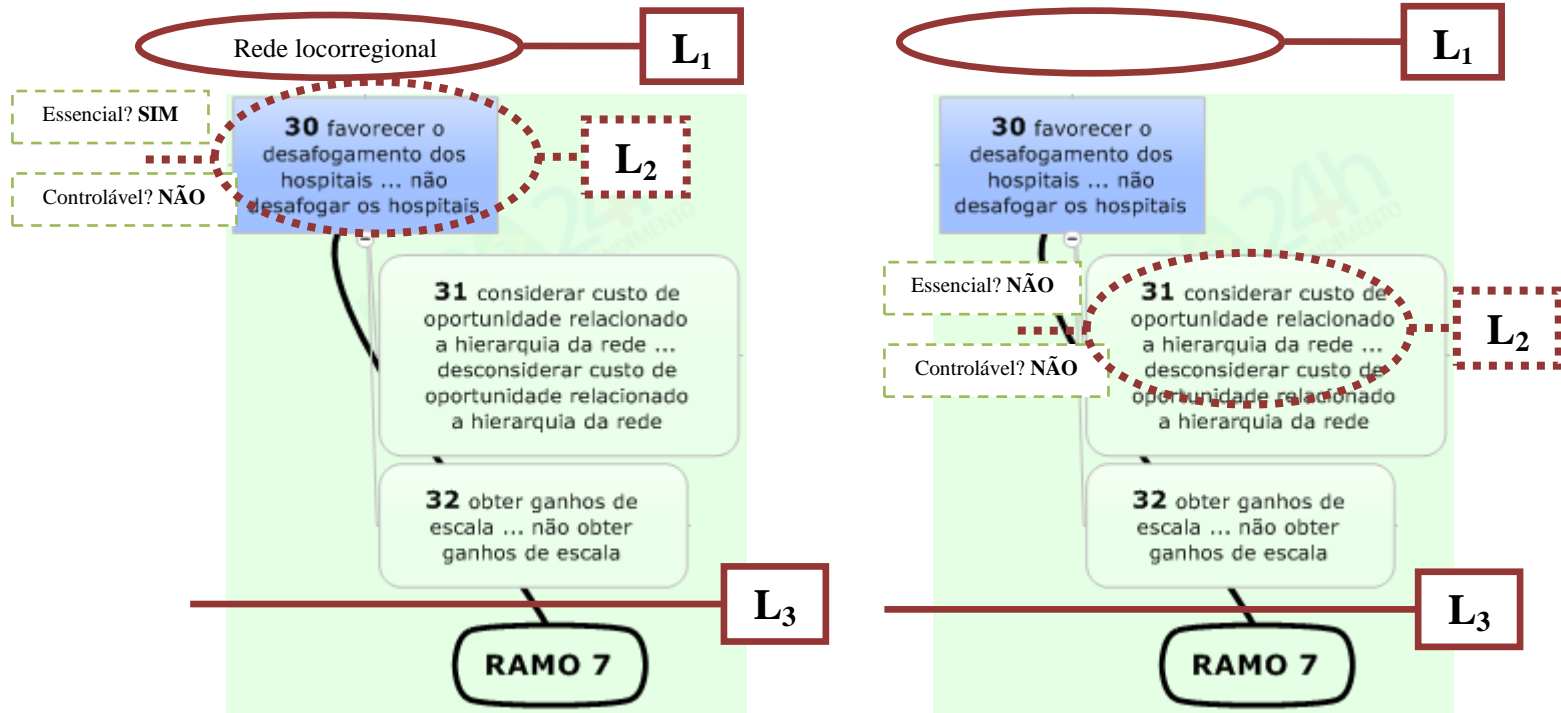 Rede locorregional
L1
Essencial? SIM
Controlável? NÃO
30 favorecer o
desafogamento dos
hospitais ... não
desafogar os hospitais
L2
31 considerar custo de
oportunidade relacionado
a hierarquia da rede ...
desconsiderar custo de
oportunidade relacionado
a hierarquia da rede
32 obter ganhos de
escala ... não obter
ganhos de escala
L3
RAMO 7
L1
30 favorecer o
desafogamento dos
hospitais ... não
desafogar os hospitais
24h
Essencial? NÃO
Controlável? NÃO
31 considerar custo de
oportunidade relacionado
a hierarquia da rede ...
desconsiderar custo de
oportunidade relacionado
a hierarquia da rede
L2
32 obter ganhos de
escala ... não obter
ganhos de escala
L3
RAMO 7